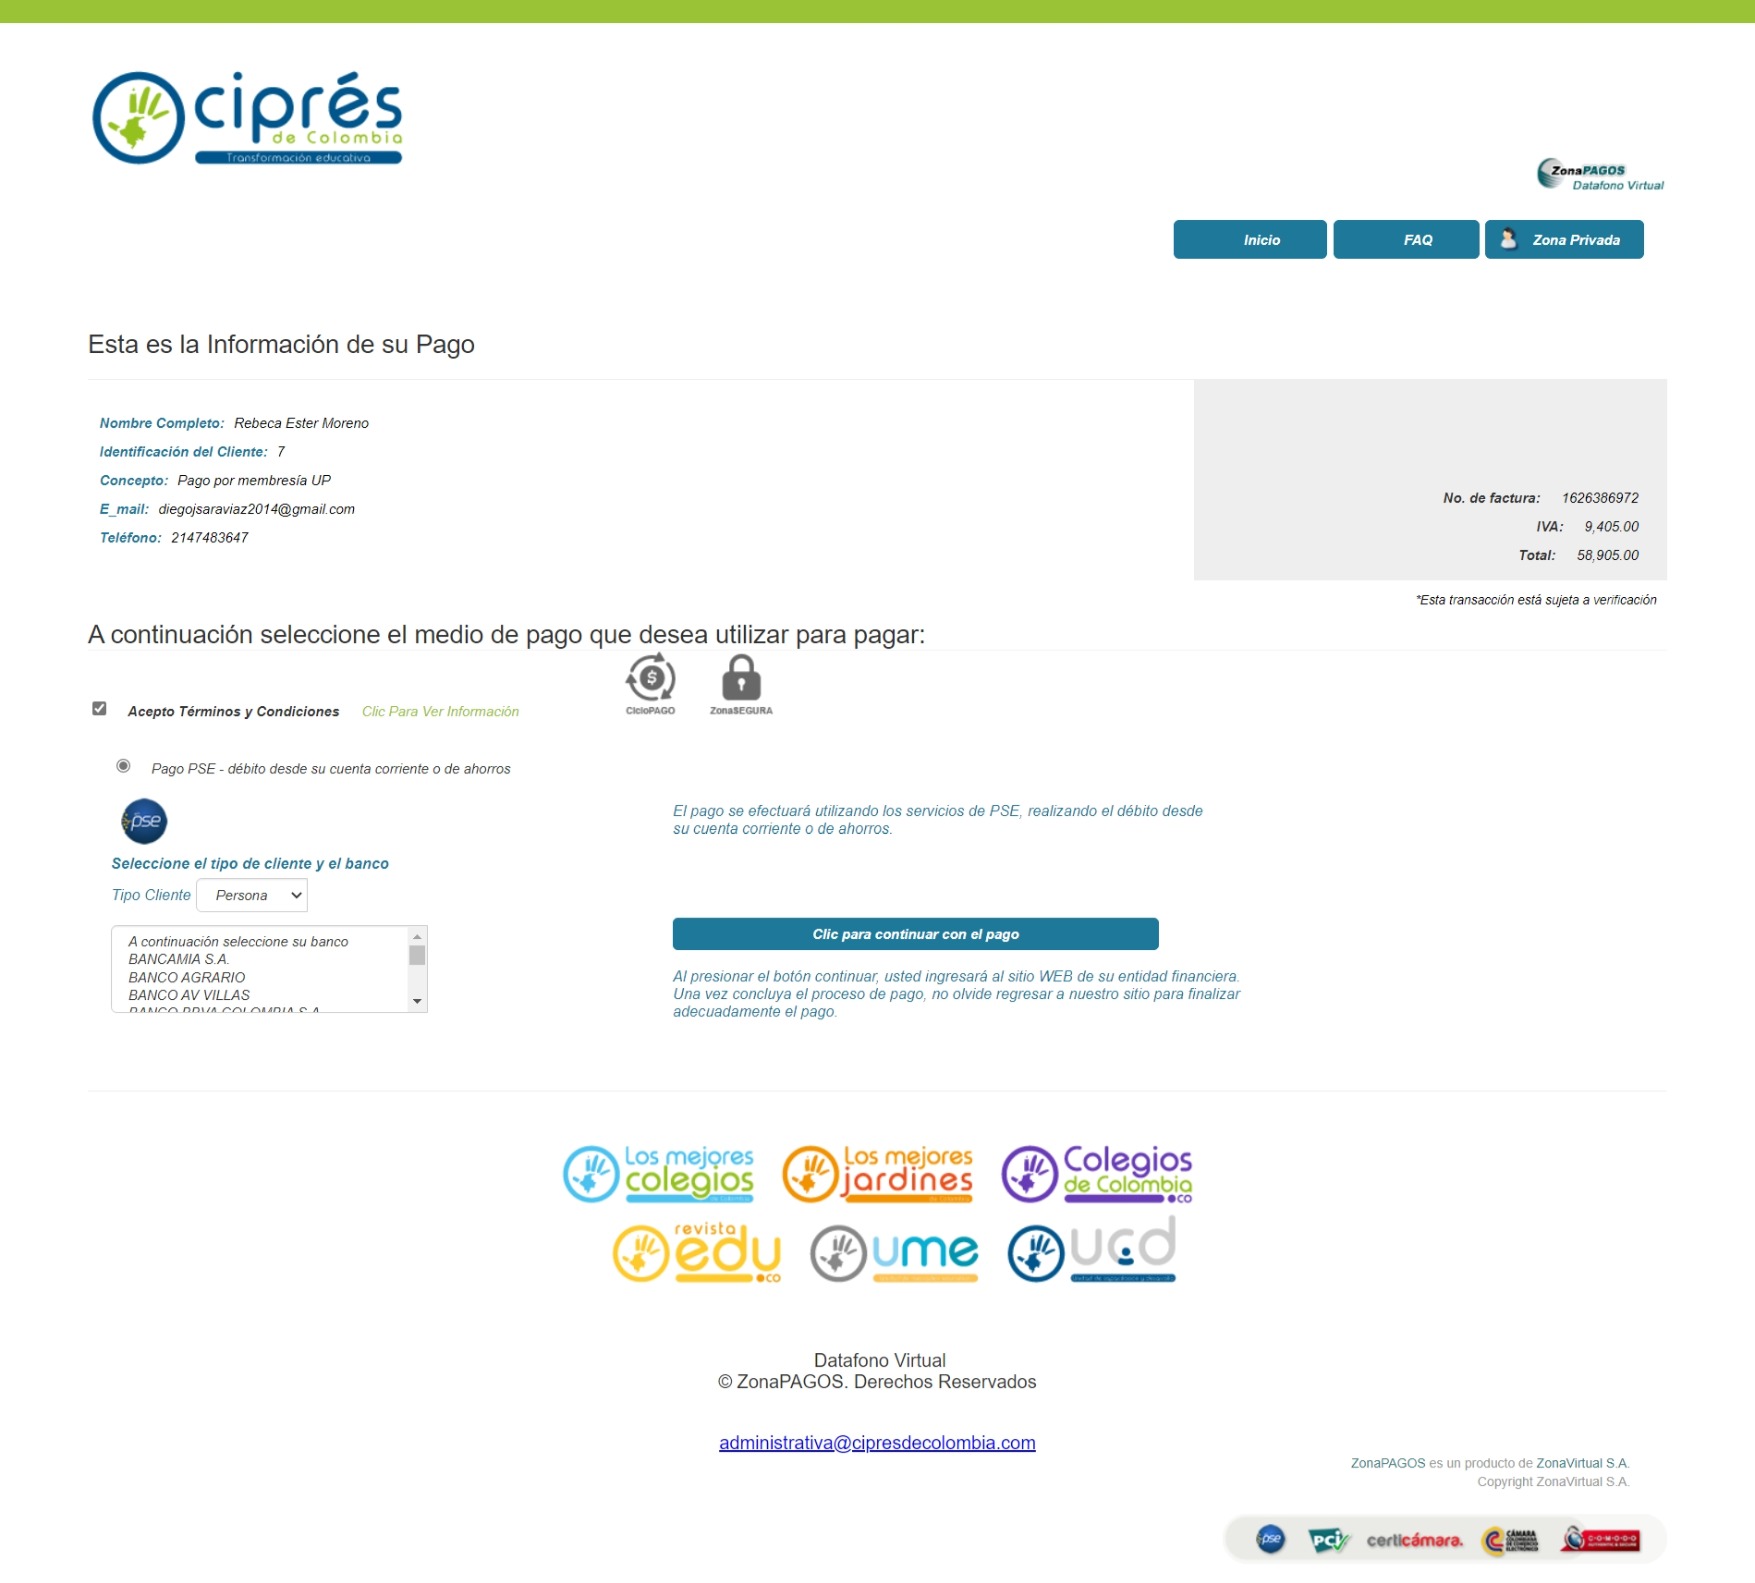 ciprés
de Colombia
Transformación educativa
ZonaPAGOS
Datafono Virtual
Inicio
FAQ
Zona Privada
Esta es la Información de su Pago
Nombre Completo: Rebeca Ester Moreno
Identificación del Cliente: 7
Concepto: Pago por membresía UP
E_mail: diegojsaraviaz2014@gmail.com
Teléfono: 2147483647
No. de factura: 1626386972
IVA: 9,405.00
Total: 58,905.00
*Esta transacción está sujeta a verificación
A continuación seleccione el medio de pago que desea utilizar para pagar:
Acepto Términos y Condiciones Clic Para Ver Información
CicloPAGO
ZonaSEGURA
Pago PSE - débito desde su cuenta corriente o de ahorros
pse
El pago se efectuará utilizando los servicios de PSE, realizando el débito desde
su cuenta corriente o de ahorros.
Seleccione el tipo de cliente y el banco
Tipo Cliente Persona
A continuación seleccione su banco
BANCAMIA S.A.
BANCO AGRARIO
BANCO AV VILLAS
BANCO BBVA COLOMBIA S.A.
Clic para continuar con el pago
Al presionar el botón continuar, usted ingresará al sitio WEB de su entidad financiera.
Una vez concluya el proceso de pago, no olvide regresar a nuestro sitio para finalizar
adecuadamente el pago.
Los mejores
colegios
Los mejores
jardines
Colegios
de Colombia
.co
revista
edu
.co
ume
ucd
Datafono Virtual
© ZonaPAGOS. Derechos Reservados
administrativa@cipresdecolombia.com
ZonaPAGOS es un producto de ZonaVirtual S.A.
Copyright ZonaVirtual S.A.
pse
PCI
certicámara.
CÁMARA
COLOMBIANA
DE COMERCIO
ELECTRÓNICO
COMODO